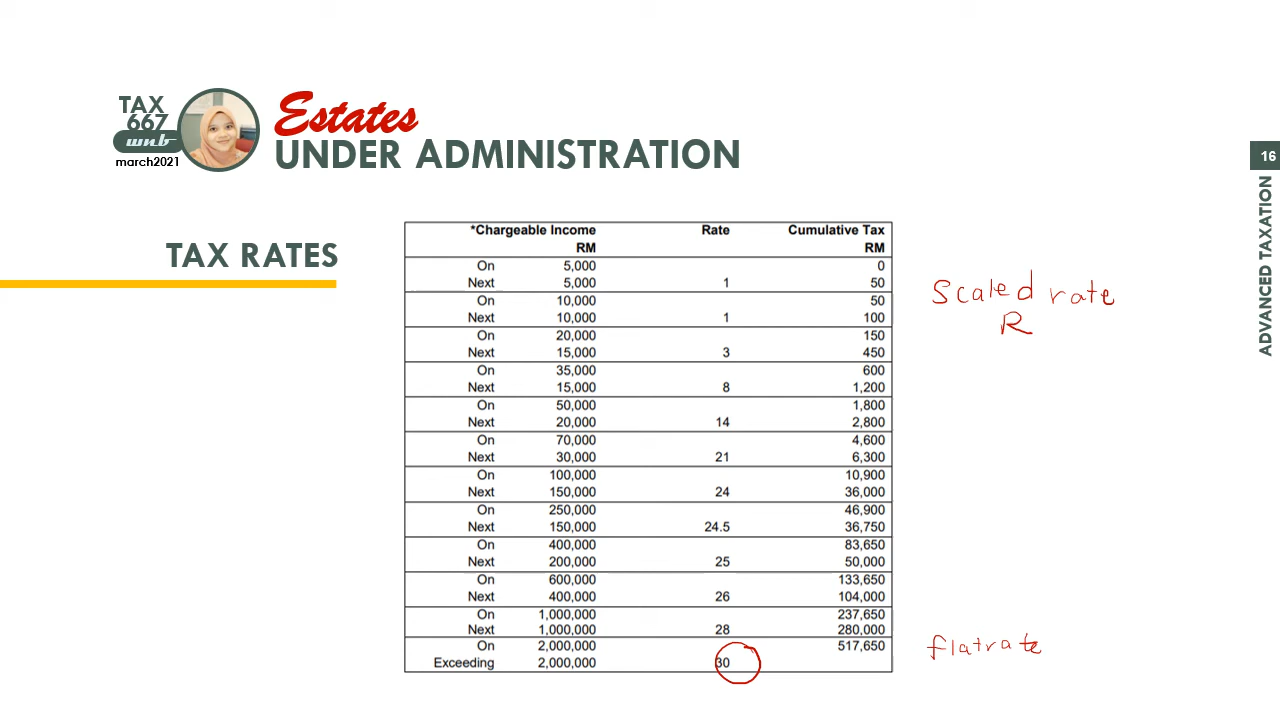 TAX
667
wnb
march2021
Estates
UNDER ADMINISTRATION
16
ADVANCED TAXATION
TAX RATES
*Chargeable Income Rate Cumulative Tax
RM RM
On 5,000 0
Next 5,000 1 50
On 10,000 50
Next 10,000 1 100
On 20,000 150
Next 15,000 3 450
On 35,000 600
Next 15,000 8 1,200
On 50,000 1,800
Next 20,000 14 2,800
On 70,000 4,600
Next 30,000 21 6,300
On 100,000 10,900
Next 150,000 24 36,000
On 250,000 46,900
Next 150,000 24.5 36,750
On 400,000 83,650
Next 200,000 25 50,000
On 600,000 133,650
Next 400,000 26 104,000
On 1,000,000 237,650
Next 1,000,000 28 280,000
On 2,000,000 517,650
Exceeding 2,000,000 30
Scaled rate
R
flatrate